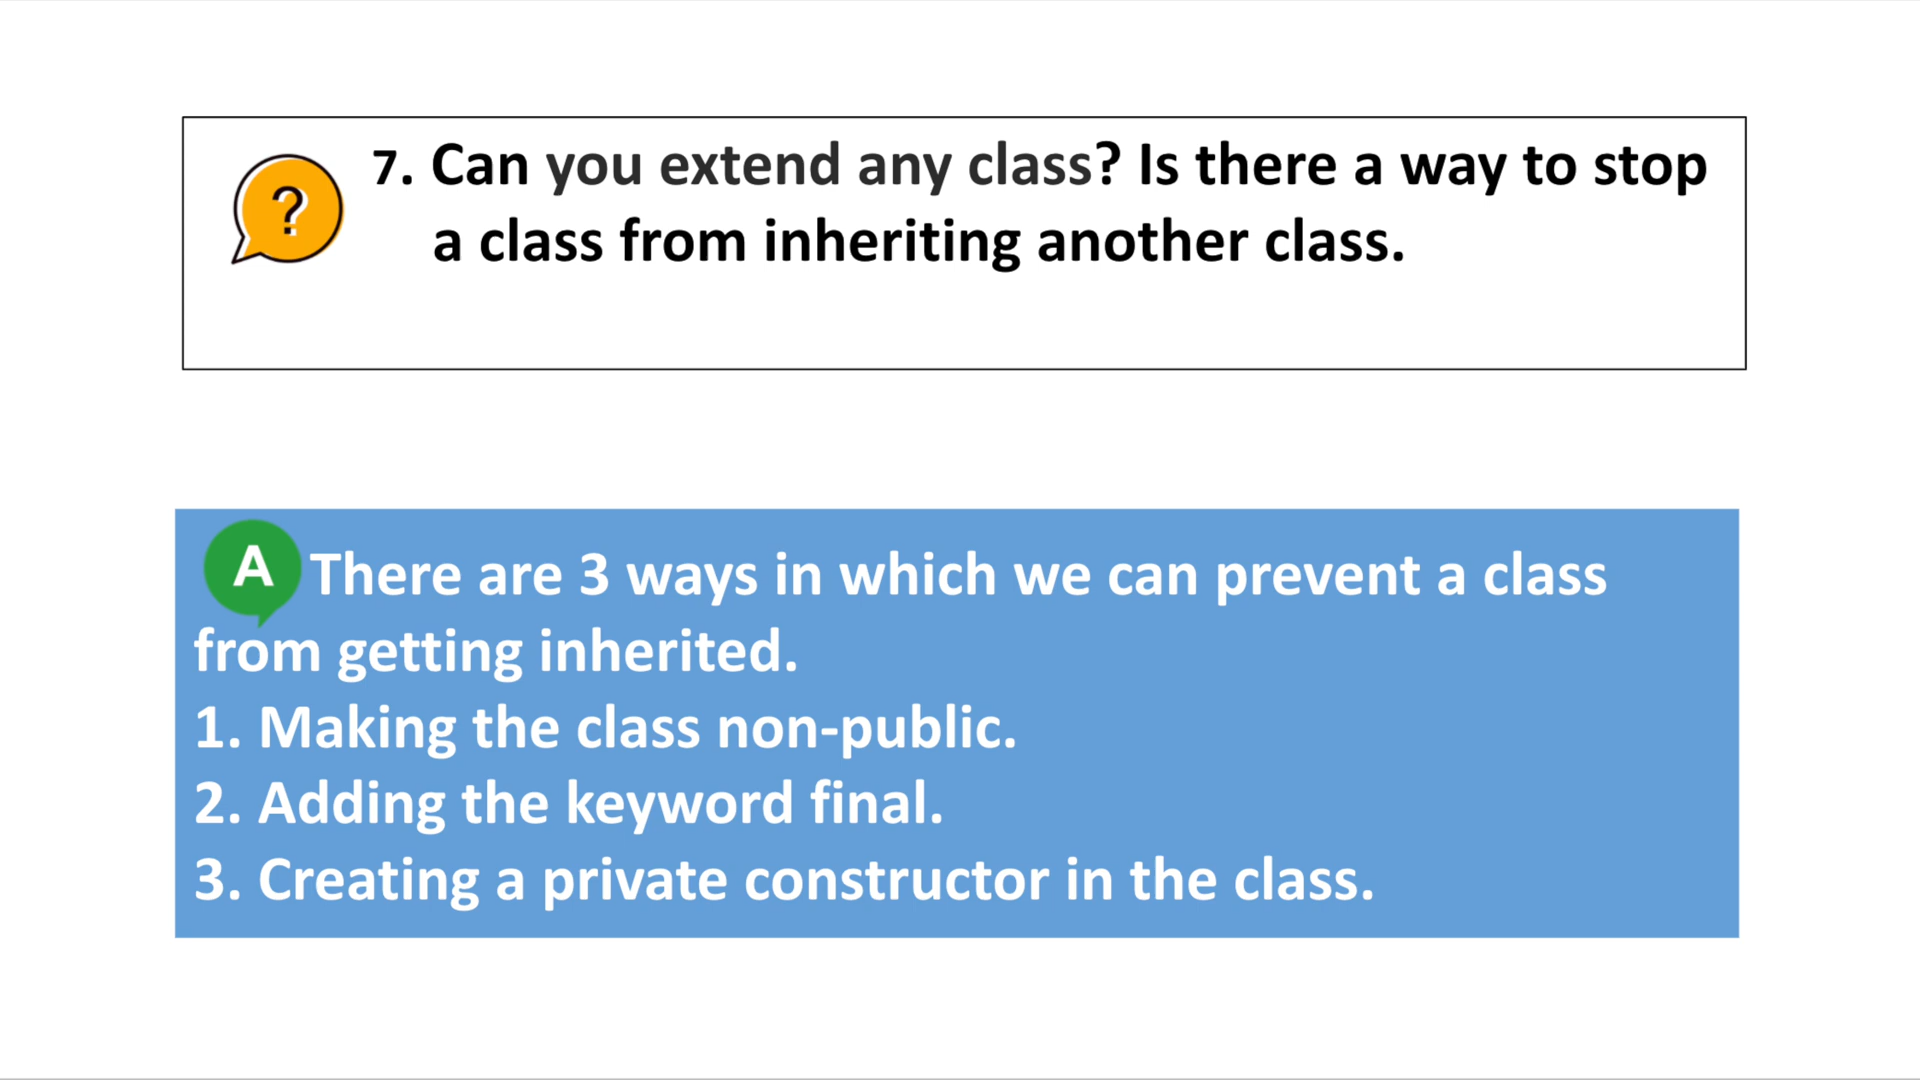 ?
7. Can you extend any class? Is there a way to stop
a class from inheriting another class.
A There are 3 ways in which we can prevent a class
from getting inherited.
1. Making the class non-public.
2. Adding the keyword final.
3. Creating a private constructor in the class.